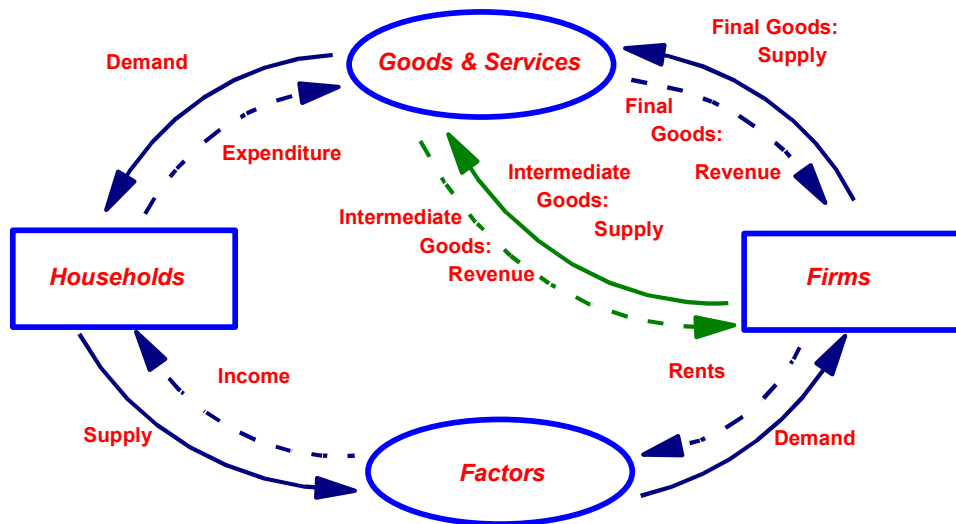 Final Goods:
Supply
Demand
Goods & Services
Final
Goods:
Revenue
Expenditure
Intermediate
Goods:
Supply
Intermediate
Goods:
Revenue
Households
Firms
Income
Rents
Supply
Demand
Factors